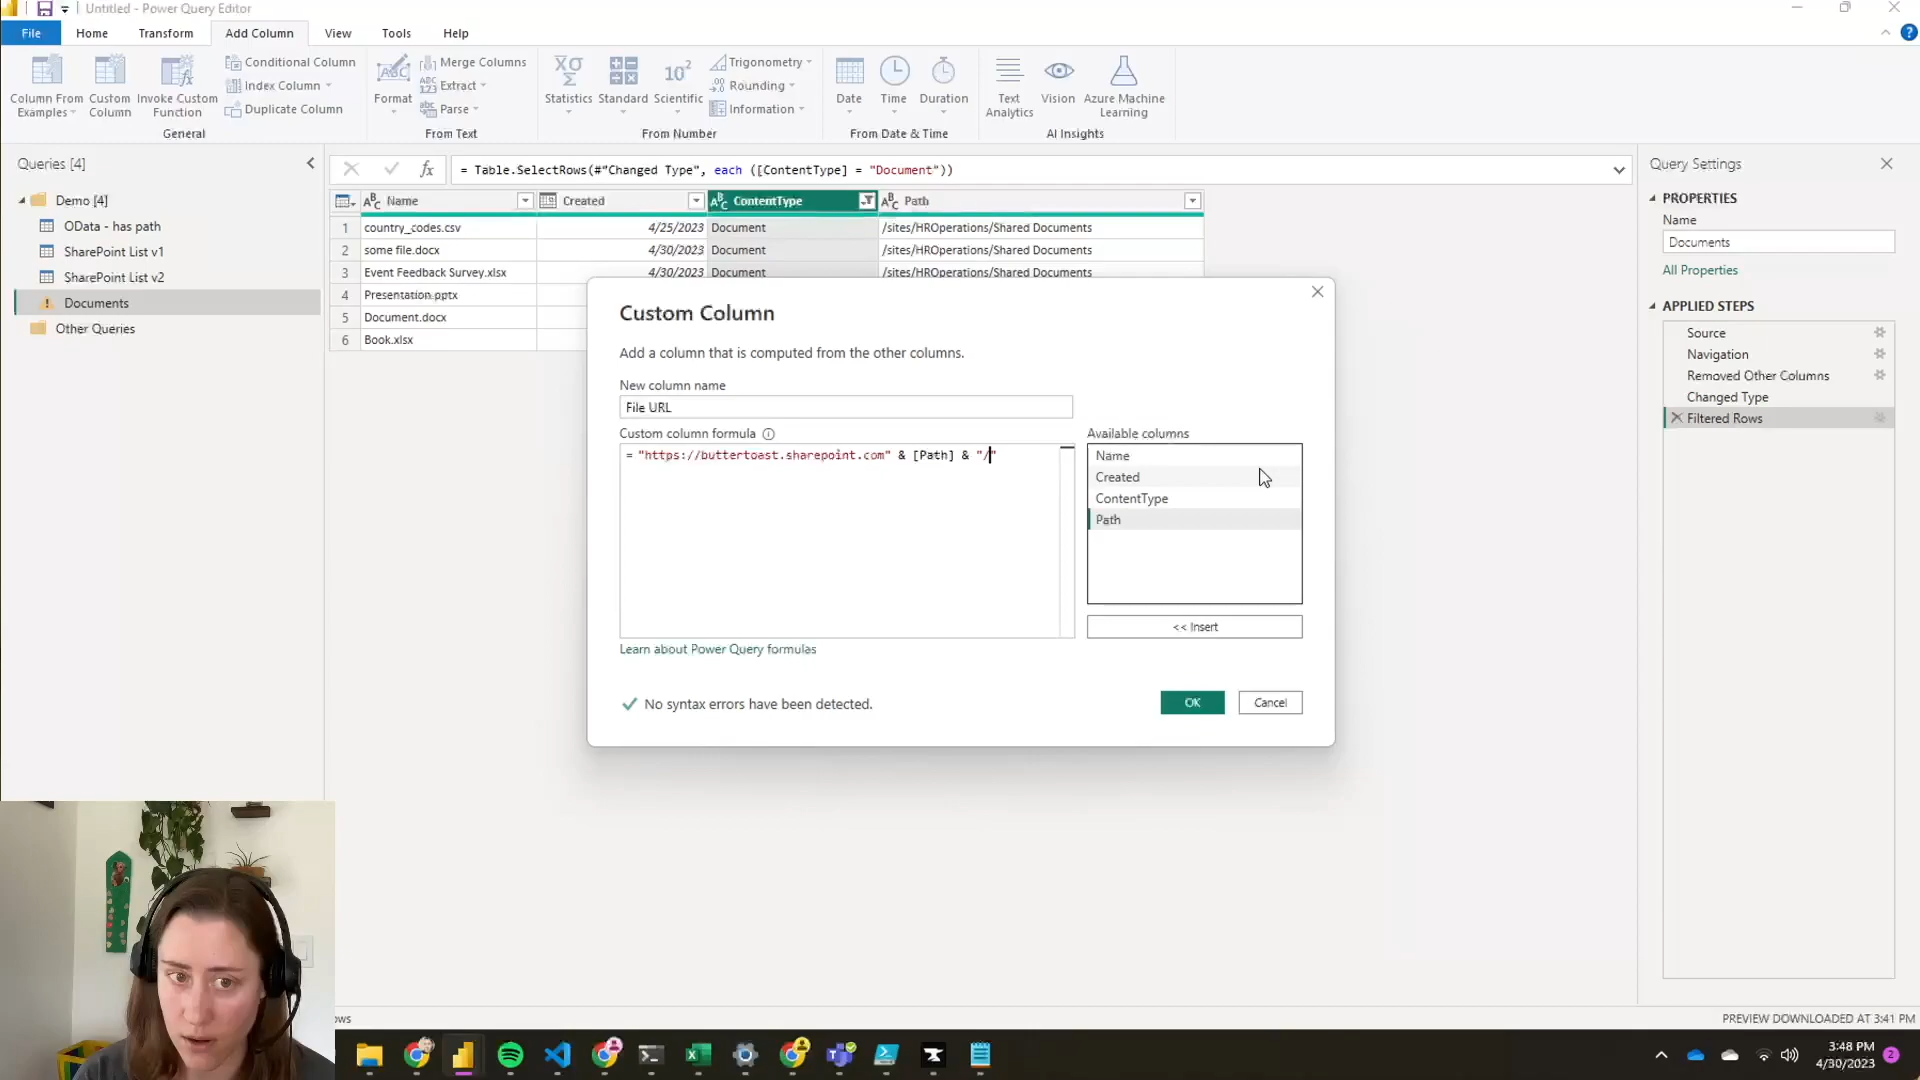 Untitled - Power Query Editor
File
Home
Transform
Add Column
View
Tools
Help
Column From Examples
Custom Column
Invoke Custom Function
Conditional Column
Index Column
Duplicate Column
General
Format
Merge Columns
Extract
Parse
From Text
Statistics
Standard
Scientific
Trigonometry
Rounding
Information
From Number
Date
Time
Duration
From Date & Time
Text Analytics
Vision
Azure Machine Learning
AI Insights
Queries [4]
Demo [4]
OData - has path
SharePoint List v1
SharePoint List v2
Documents
Other Queries
= Table.SelectRows(#"Changed Type", each ([ContentType] = "Document"))
Name Created ContentType Path
1 country_codes.csv 4/25/2023 Document /sites/HROperations/Shared Documents
2 some file.docx 4/30/2023 Document /sites/HROperations/Shared Documents
3 Event Feedback Survey.xlsx 4/30/2023 Document /sites/HROperations/Shared Documents
4 Presentation.pptx
5 Document.docx
6 Book.xlsx
Custom Column
Add a column that is computed from the other columns.
New column name
File URL
Custom column formula
= "https://buttertoast.sharepoint.com" & [Path] & "/"
Available columns
Name
Created
ContentType
Path
<< Insert
Learn about Power Query formulas
No syntax errors have been detected.
OK
Cancel
Query Settings
PROPERTIES
Name
Documents
All Properties
APPLIED STEPS
Source
Navigation
Removed Other Columns
Changed Type
Filtered Rows
PREVIEW DOWNLOADED AT 3:41 PM
3:48 PM
4/30/2023
2